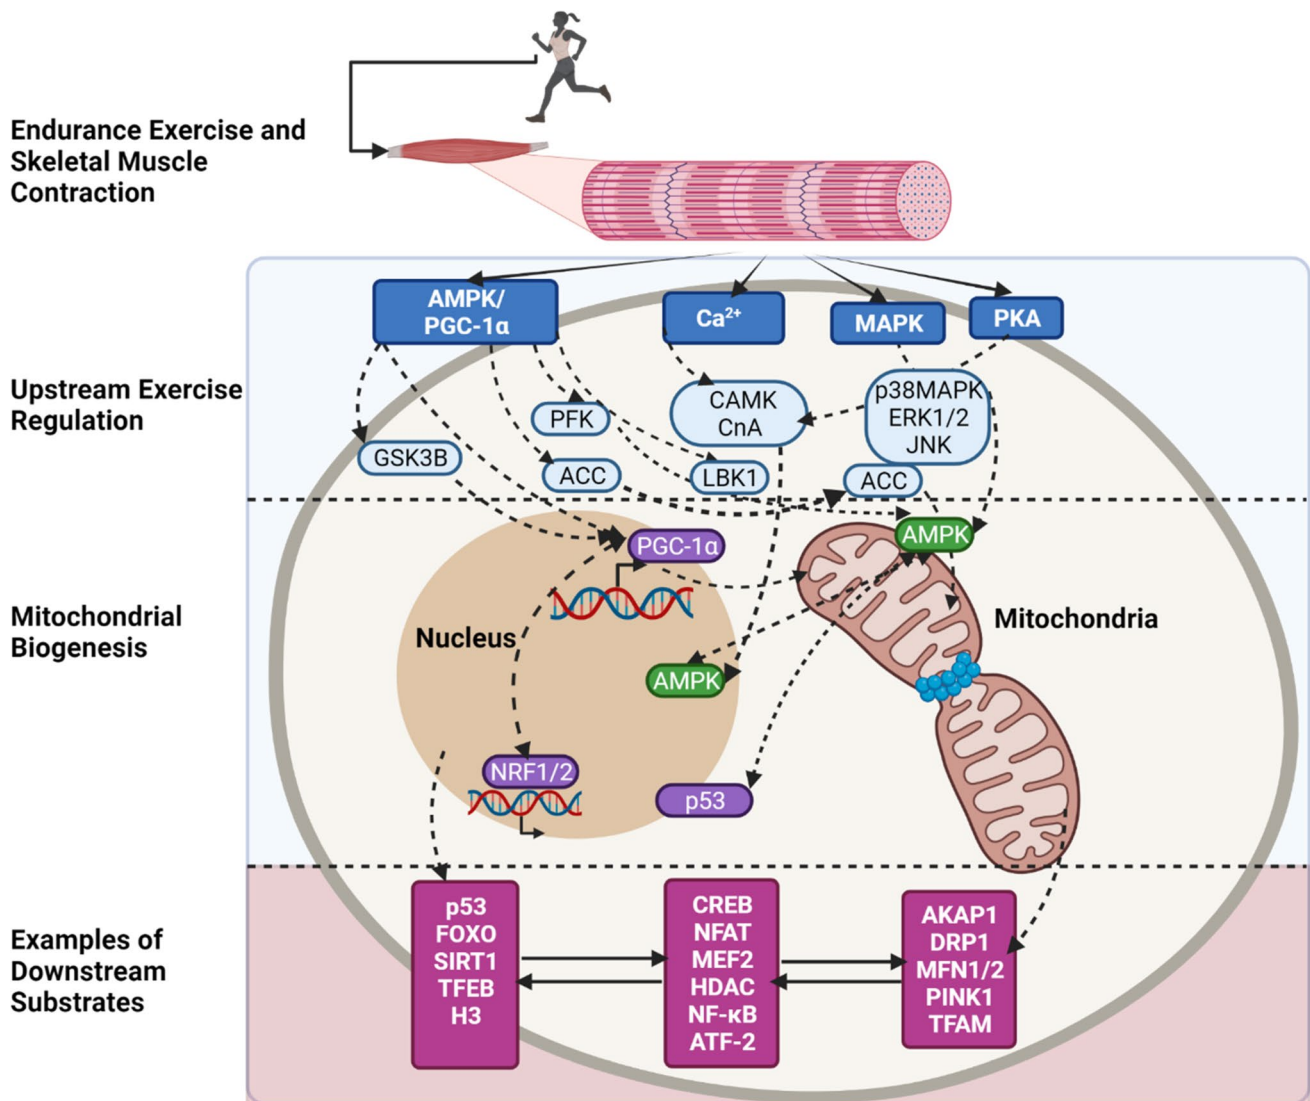 Endurance Exercise and
Skeletal Muscle
Contraction
AMPK/
PGC-1α
Ca²⁺
MAPK
PKA
Upstream Exercise
Regulation
GSK3B
PFK
ACC
CAMK
CnA
LBK1
p38MAPK
ERK1/2
JNK
ACC
Mitochondrial
Biogenesis
PGC-1α
AMPK
Nucleus
Mitochondria
AMPK
NRF1/2
p53
Examples of
Downstream
Substrates
p53
FOXO
SIRT1
TFEB
H3
CREB
NFAT
MEF2
HDAC
NF-κB
ATF-2
AKAP1
DRP1
MFN1/2
PINK1
TFAM